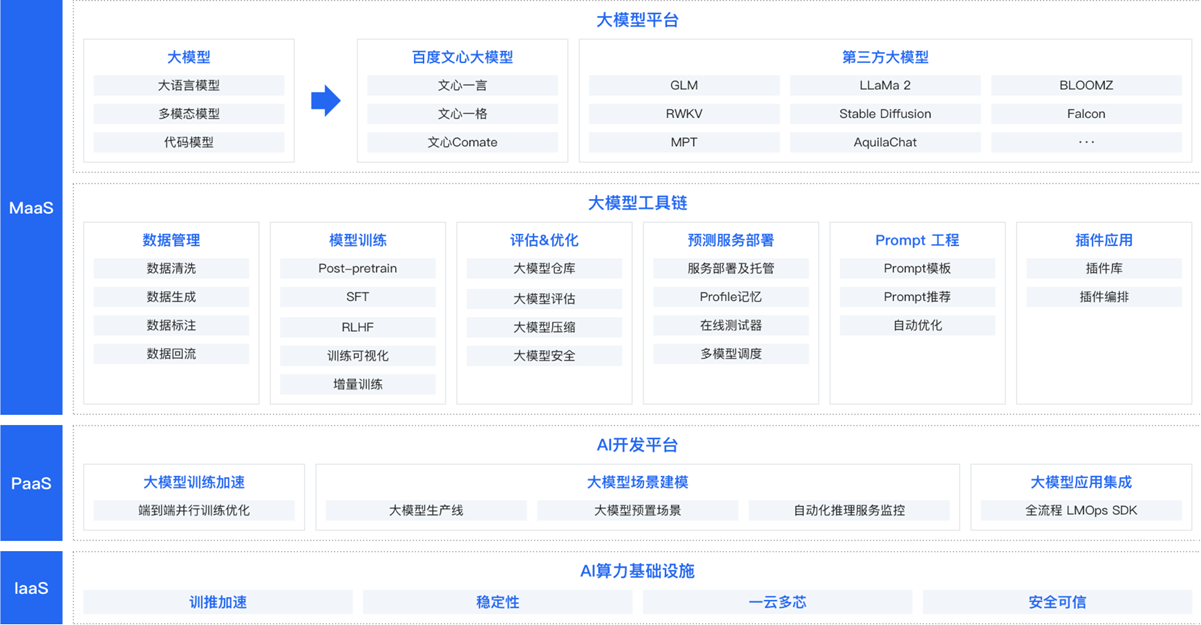 MaaS
大模型平台
大模型
大语言模型
多模态模型
代码模型
百度文心大模型
文心一言
文心一格
文心Comate
第三方大模型
GLM
LLaMa 2
BLOOMZ
RWKV
Stable Diffusion
Falcon
MPT
AquilaChat
···
大模型工具链
数据管理
数据清洗
数据生成
数据标注
数据回流
模型训练
Post-pretrain
SFT
RLHF
训练可视化
增量训练
评估&优化
大模型仓库
大模型评估
大模型压缩
大模型安全
预测服务部署
服务部署及托管
Profile记忆
在线测试器
多模型调度
Prompt 工程
Prompt模板
Prompt推荐
自动优化
插件应用
插件库
插件编排
PaaS
AI开发平台
大模型训练加速
端到端并行训练优化
大模型场景建模
大模型生产线
大模型预置场景
自动化推理服务监控
大模型应用集成
全流程 LMOps SDK
IaaS
AI算力基础设施
训推加速
稳定性
一云多芯
安全可信